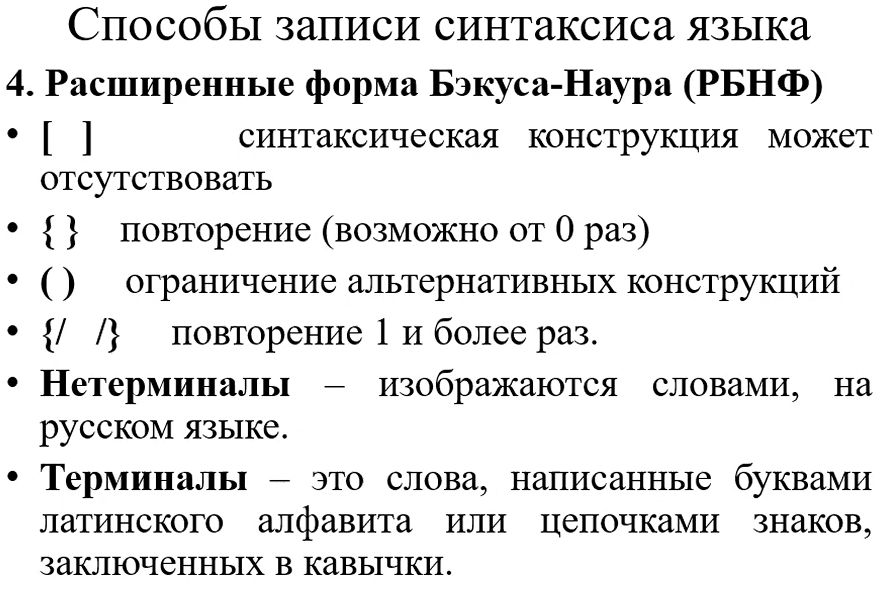 Способы записи синтаксиса языка
4. Расширенные форма Бэкуса-Наура (РБНФ)
• [ ] синтаксическая конструкция может
отсутствовать
• { } повторение (возможно от 0 раз)
• ( ) ограничение альтернативных конструкций
• {/ /} повторение 1 и более раз.
• Нетерминалы – изображаются словами, на
русском языке.
• Терминалы – это слова, написанные буквами
латинского алфавита или цепочками знаков,
заключенных в кавычки.